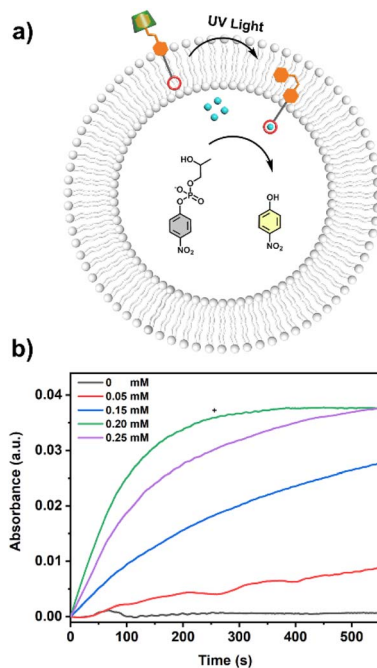 a)
UV Light
HO
O
-O
P
O
O
NO₂
OH
NO₂
b)
0 mM
0.05 mM
0.15 mM
0.20 mM
0.25 mM
+
Absorbance (a.u.)
0.04
0.03
0.02
0.01
0.00
0 100 200 300 400 500
Time (s)